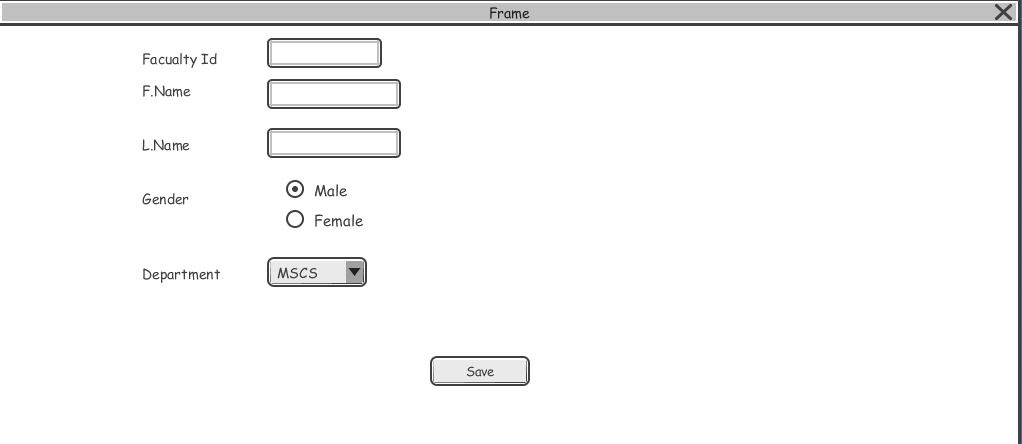 Frame
Facualty Id
F.Name
L.Name
Gender
Male
Female
Department
MSCS
Save